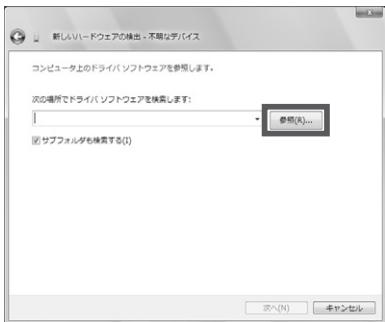 新しいハードウェアの検出 - 不明なデバイス
コンピュータ上のドライバ ソフトウェアを参照します。
次の場所でドライバ ソフトウェアを検索します:
参照(R)...
サブフォルダも検索する(I)
次へ(N)
キャンセル